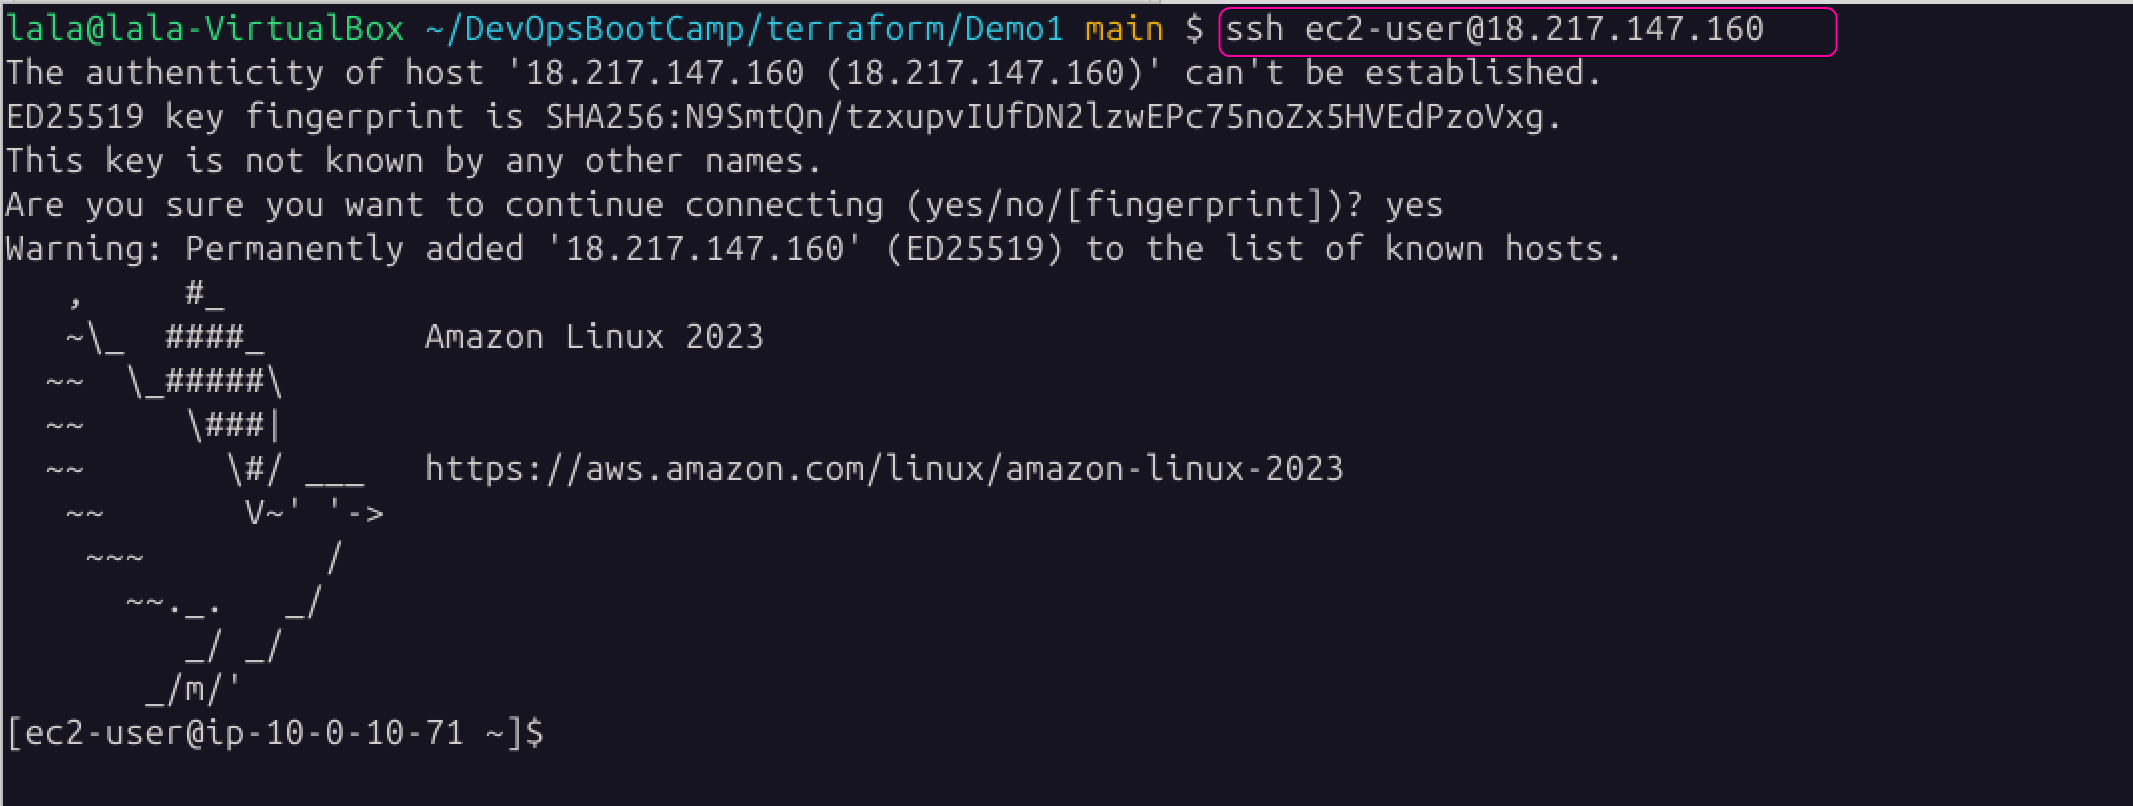 lala@lala-VirtualBox ~/DevOpsBootCamp/terraform/Demo1 main $ ssh ec2-user@18.217.147.160
The authenticity of host '18.217.147.160 (18.217.147.160)' can't be established.
ED25519 key fingerprint is SHA256:N9SmtQn/tzxupvIUfDN2lzwEPc75noZx5HVEdPzoVxg.
This key is not known by any other names.
Are you sure you want to continue connecting (yes/no/[fingerprint])? yes
Warning: Permanently added '18.217.147.160' (ED25519) to the list of known hosts.
   ,     #_
   ~\_  ####_        Amazon Linux 2023
  ~~  \_#####\
  ~~     \###|
  ~~       \#/ ___   https://aws.amazon.com/linux/amazon-linux-2023
   ~~       V~' '->
    ~~~         /
      ~~._.   _/
         _/ _/
       _/m/'
[ec2-user@ip-10-0-10-71 ~]$